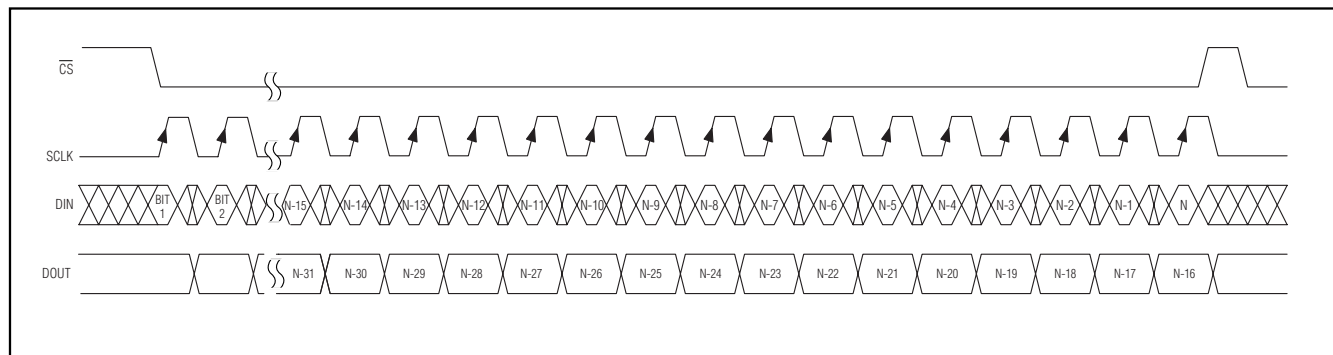 CS
SCLK
DIN BIT 1 BIT 2 N-15 N-14 N-13 N-12 N-11 N-10 N-9 N-8 N-7 N-6 N-5 N-4 N-3 N-2 N-1 N
DOUT N-31 N-30 N-29 N-28 N-27 N-26 N-25 N-24 N-23 N-22 N-21 N-20 N-19 N-18 N-17 N-16